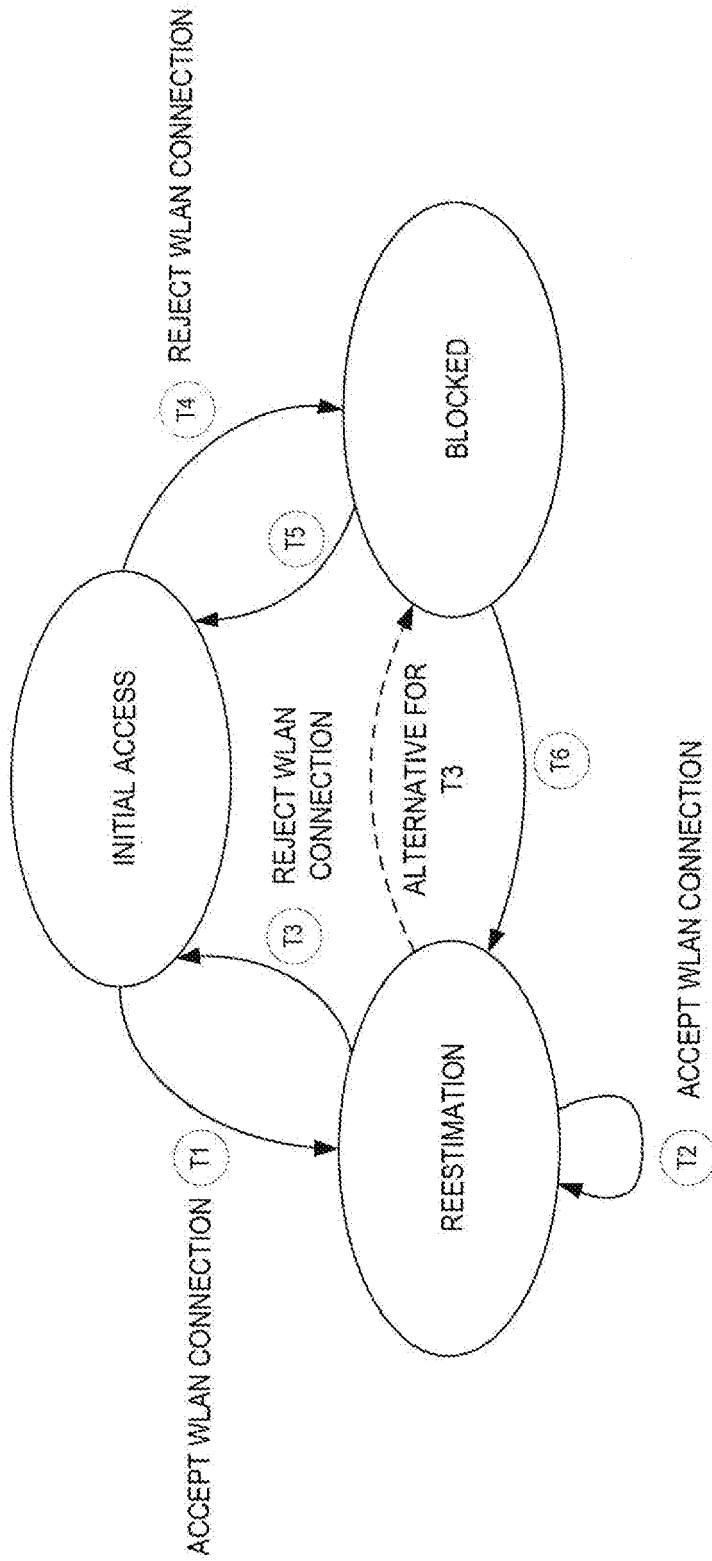 ACCEPT WLAN CONNECTION
T1
INITIAL ACCESS
T4
REJECT WLAN CONNECTION
T3
REJECT WLAN
CONNECTION
T5
REESTIMATION
ALTERNATIVE FOR
T3
BLOCKED
T6
T2
ACCEPT WLAN CONNECTION